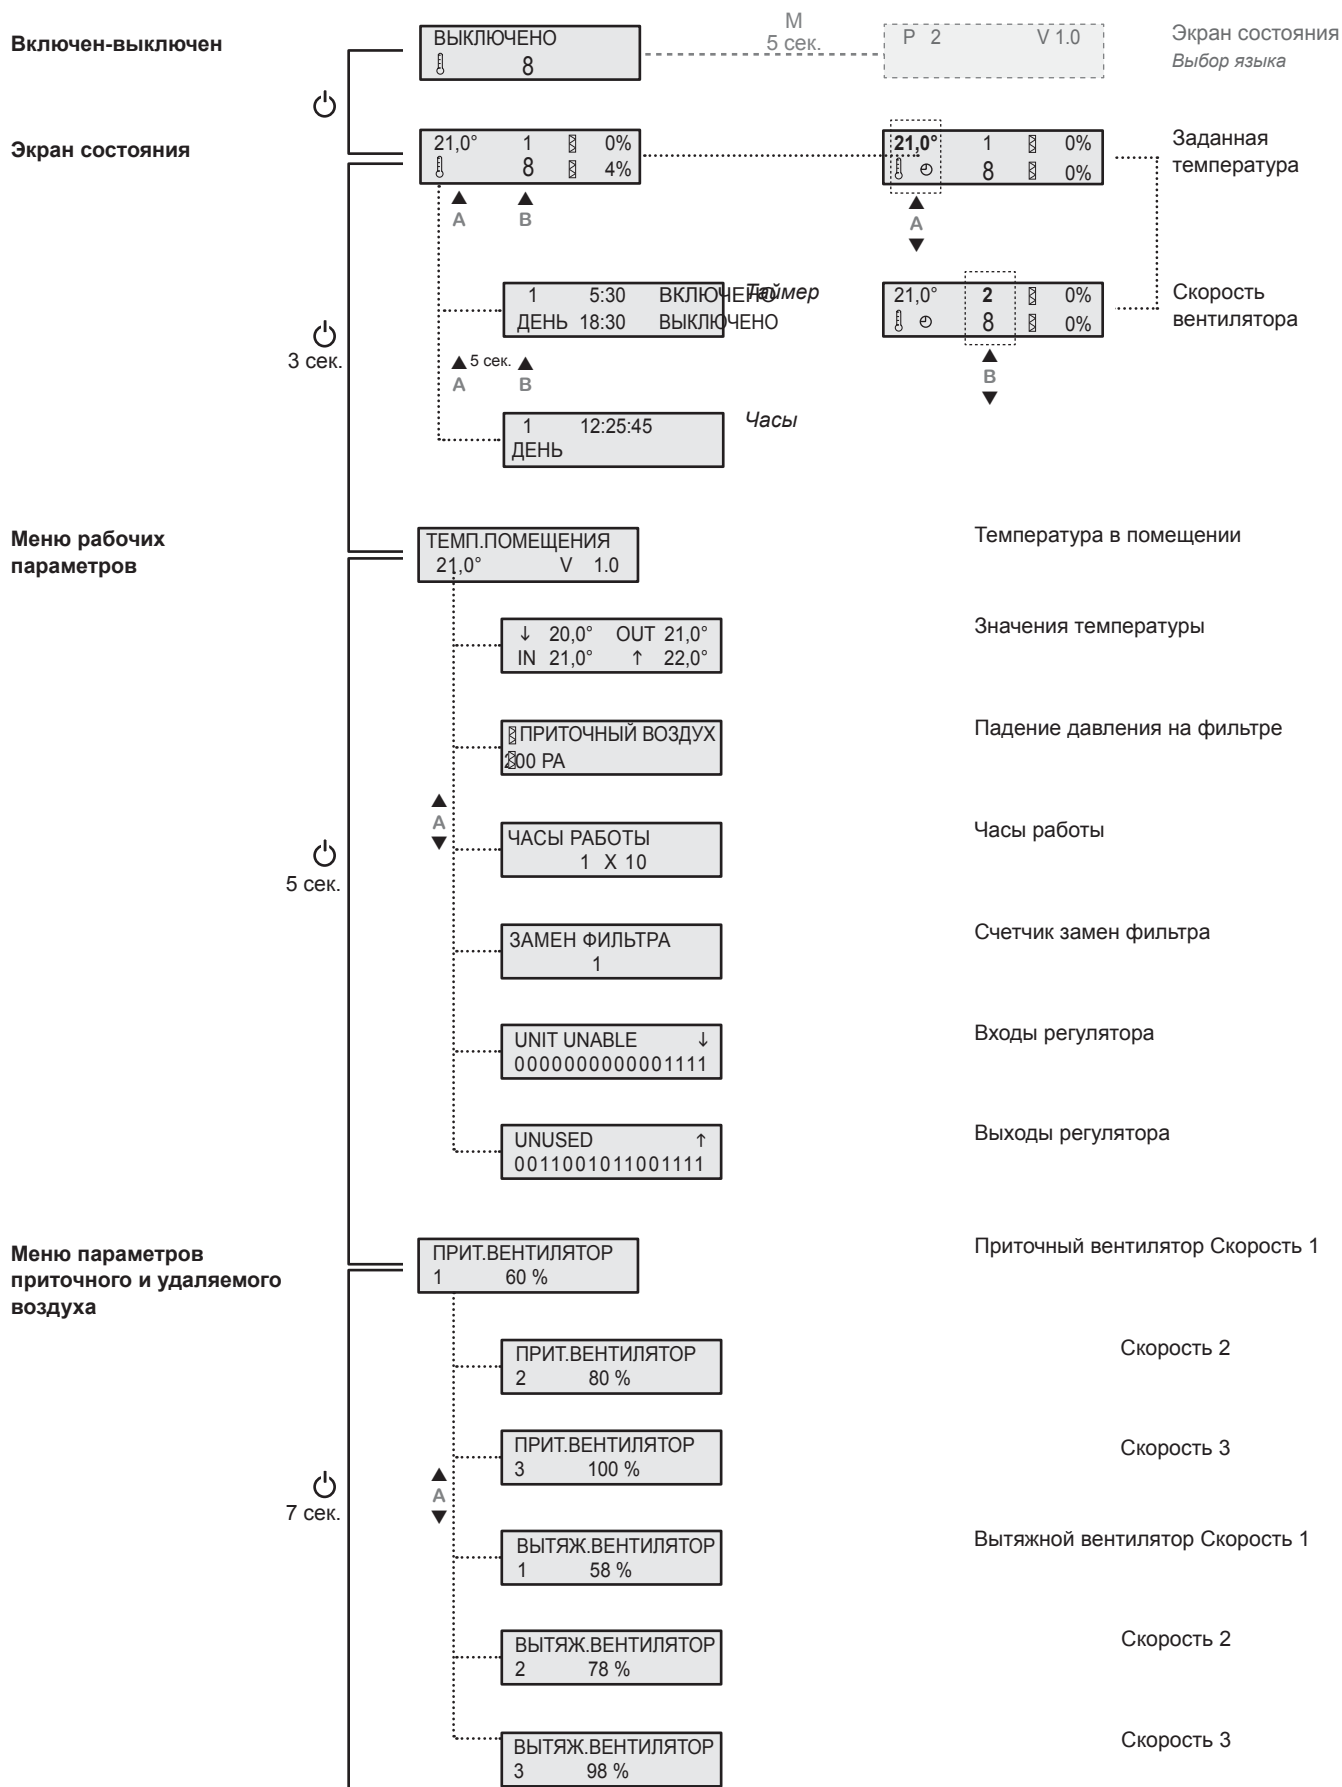 Включен-выключен
ВЫКЛЮЧЕНО
8
М
5 сек.
P 2 V 1.0
Экран состояния
Выбор языка
Экран состояния
21,0° 1 0%
8 4%
A B
21,0° 1 0%
8 0%
A
Заданная
температура
3 сек.
1 5:30 ВКЛЮЧЕНО
ДЕНЬ 18:30 ВЫКЛЮЧЕНО
Таймер
21,0° 2 0%
8 0%
B
Скорость
вентилятора
5 сек.
A B
1 12:25:45
ДЕНЬ
Часы
Меню рабочих
параметров
ТЕМП.ПОМЕЩЕНИЯ
21,0° V 1.0
Температура в помещении
↓ 20,0° OUT 21,0°
IN 21,0° ↑ 22,0°
Значения температуры
ПРИТОЧНЫЙ ВОЗДУХ
200 PA
Падение давления на фильтре
A
5 сек.
ЧАСЫ РАБОТЫ
1 X 10
Часы работы
ЗАМЕН ФИЛЬТРА
1
Счетчик замен фильтра
UNIT UNABLE ↓
0000000000001111
Входы регулятора
UNUSED ↑
0011001011001111
Выходы регулятора
Меню параметров
приточного и удаляемого
воздуха
ПРИТ.ВЕНТИЛЯТОР
1 60 %
Приточный вентилятор Скорость 1
ПРИТ.ВЕНТИЛЯТОР
2 80 %
Скорость 2
ПРИТ.ВЕНТИЛЯТОР
3 100 %
Скорость 3
A
7 сек.
ВЫТЯЖ.ВЕНТИЛЯТОР
1 58 %
Вытяжной вентилятор Скорость 1
ВЫТЯЖ.ВЕНТИЛЯТОР
2 78 %
Скорость 2
ВЫТЯЖ.ВЕНТИЛЯТОР
3 98 %
Скорость 3